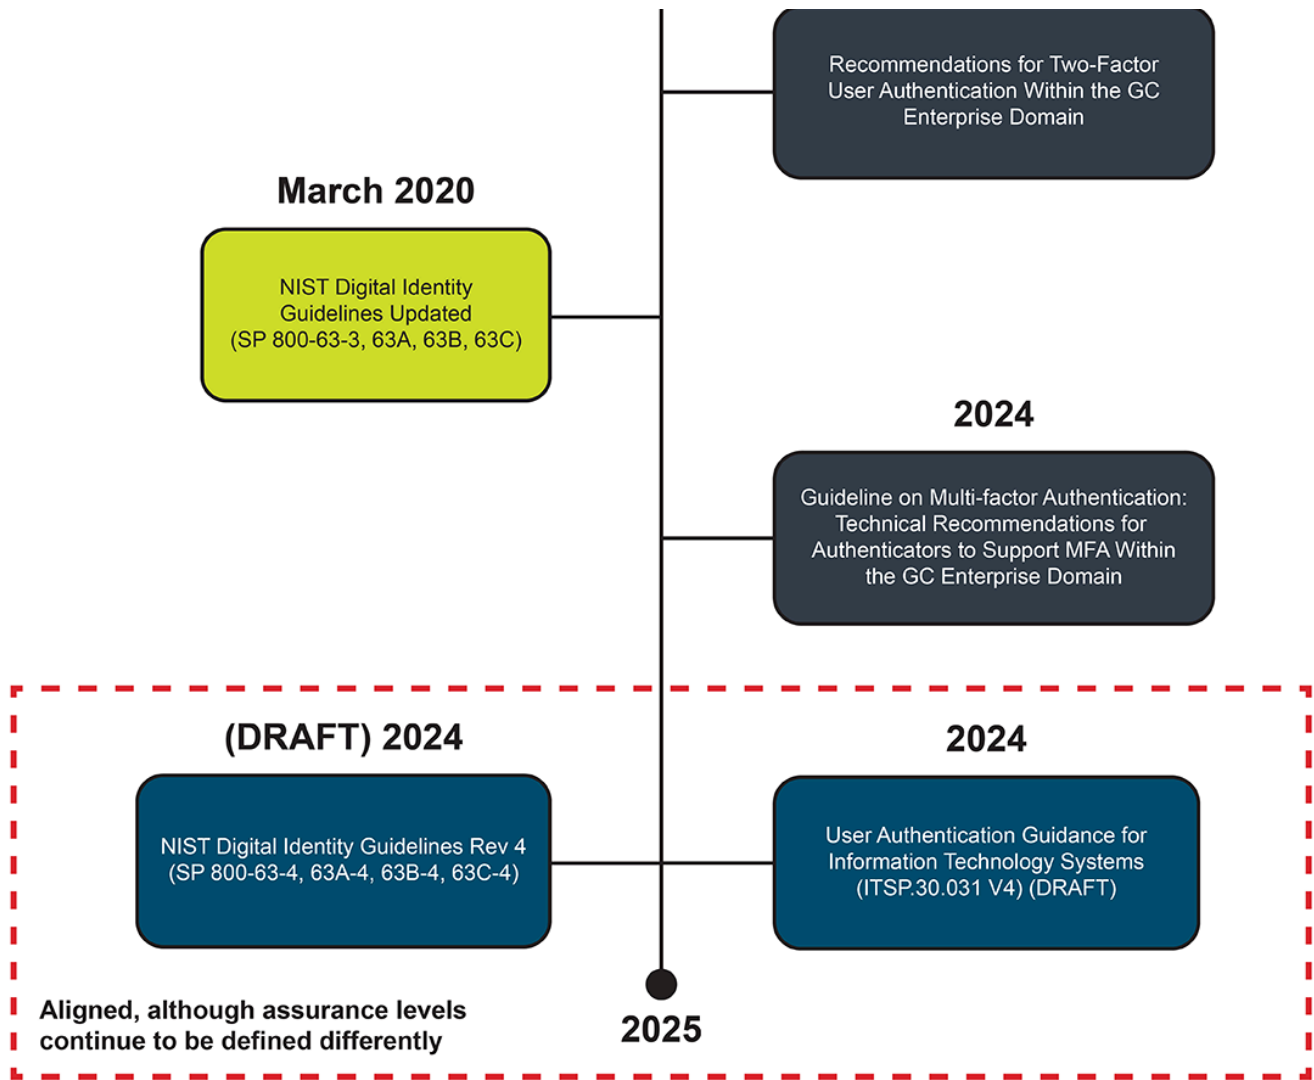 Recommendations for Two-Factor
User Authentication Within the GC
Enterprise Domain
March 2020
NIST Digital Identity
Guidelines Updated
(SP 800-63-3, 63A, 63B, 63C)
2024
Guideline on Multi-factor Authentication:
Technical Recommendations for
Authenticators to Support MFA Within
the GC Enterprise Domain
(DRAFT) 2024
NIST Digital Identity Guidelines Rev 4
(SP 800-63-4, 63A-4, 63B-4, 63C-4)
2024
User Authentication Guidance for
Information Technology Systems
(ITSP.30.031 V4) (DRAFT)
Aligned, although assurance levels
continue to be defined differently
2025